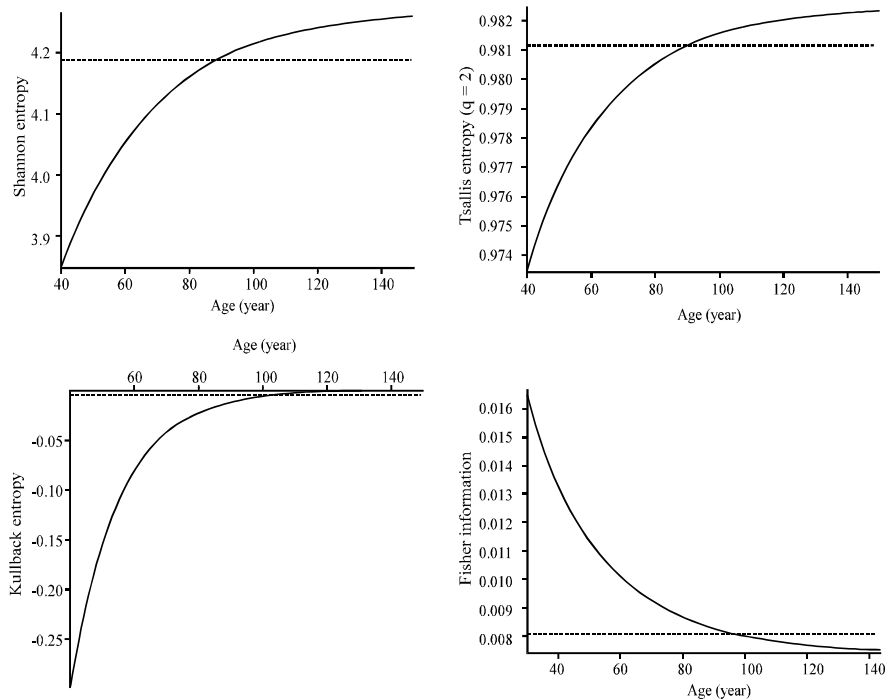 Shannon entropy
4.2
4.1
4.0
3.9
40 60 80 100 120 140
Age (year)
Tsallis entropy (q = 2)
0.982
0.981
0.980
0.979
0.978
0.977
0.976
0.975
0.974
40 60 80 100 120 140
Age (year)
Age (year)
60 80 100 120 140
Kullback entropy
-0.05
-0.10
-0.15
-0.20
-0.25
Fisher information
0.016
0.015
0.014
0.013
0.012
0.011
0.010
0.009
0.008
40 60 80 100 120 140
Age (year)